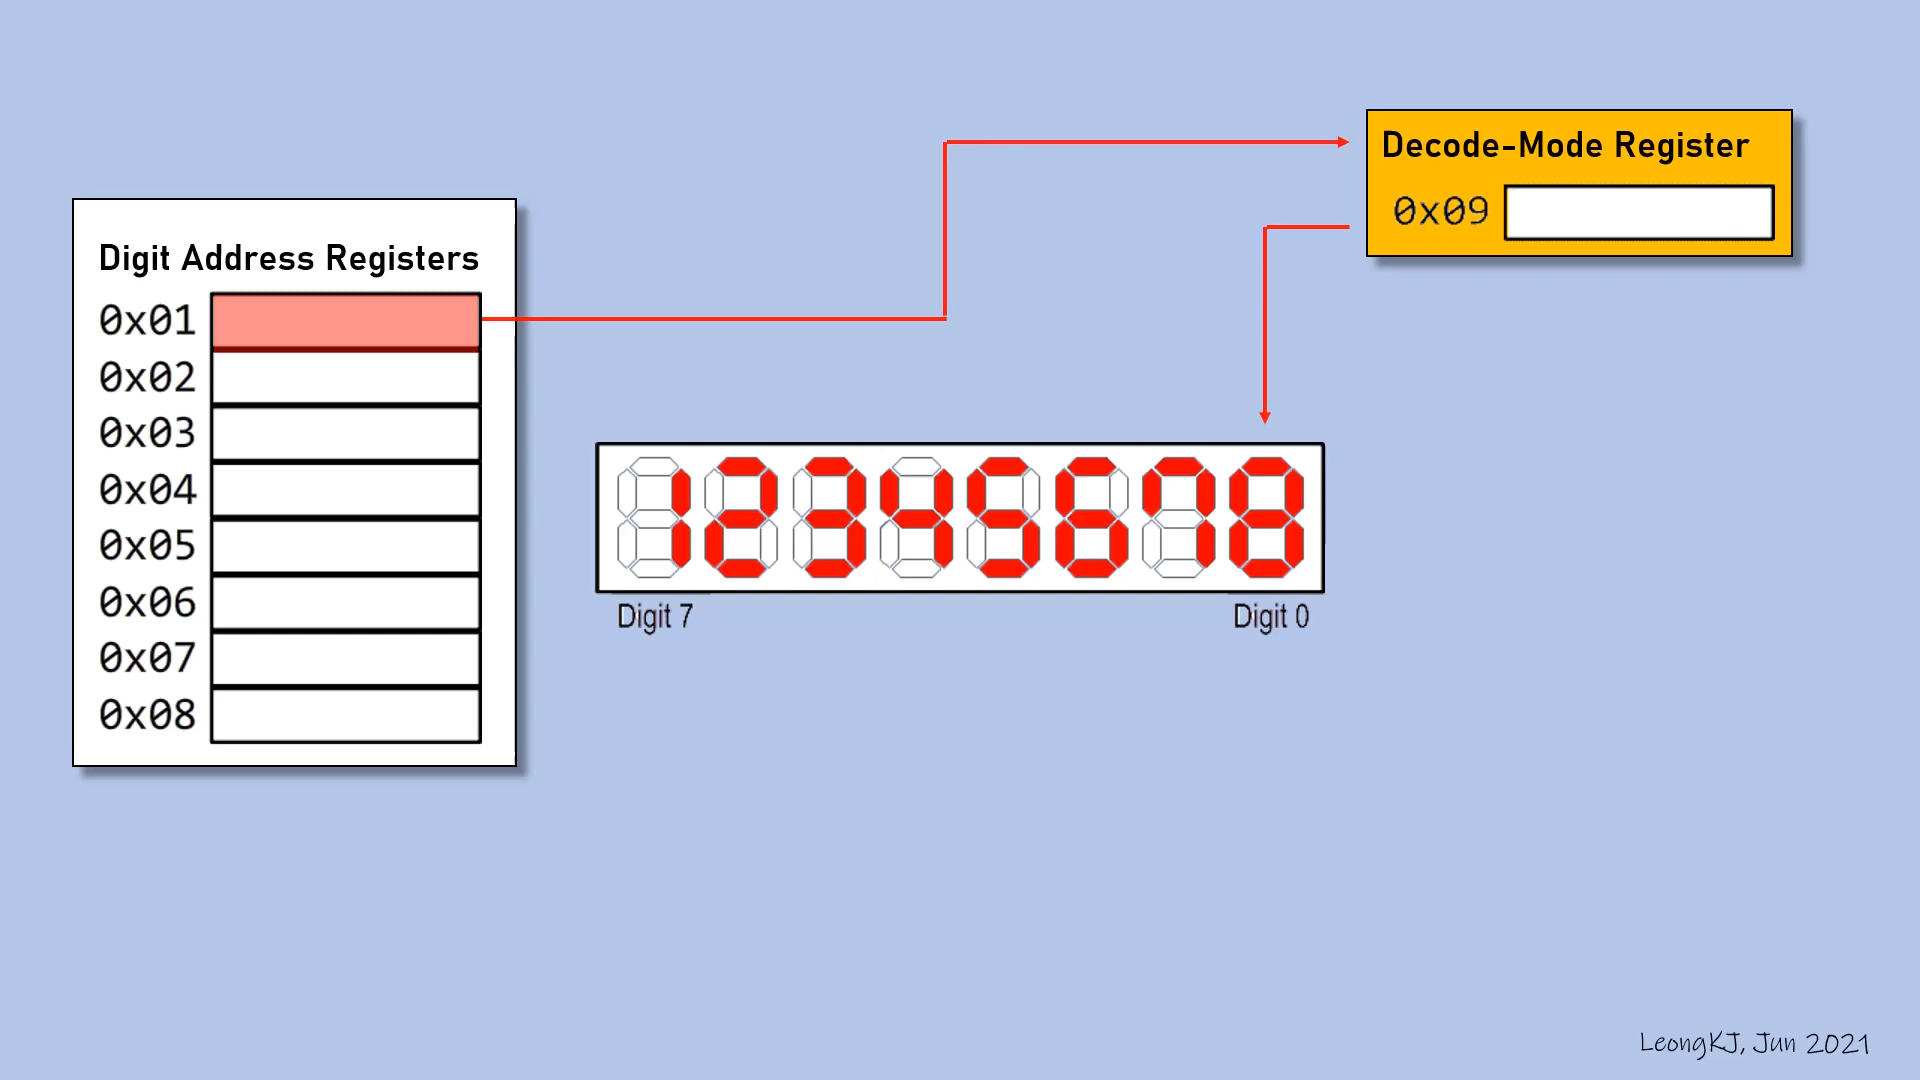 Decode-Mode Register
0x09
Digit Address Registers
0x01
0x02
0x03
0x04
0x05
0x06
0x07
0x08
12345678
Digit 7 Digit 0
LeongKJ, Jun 2021